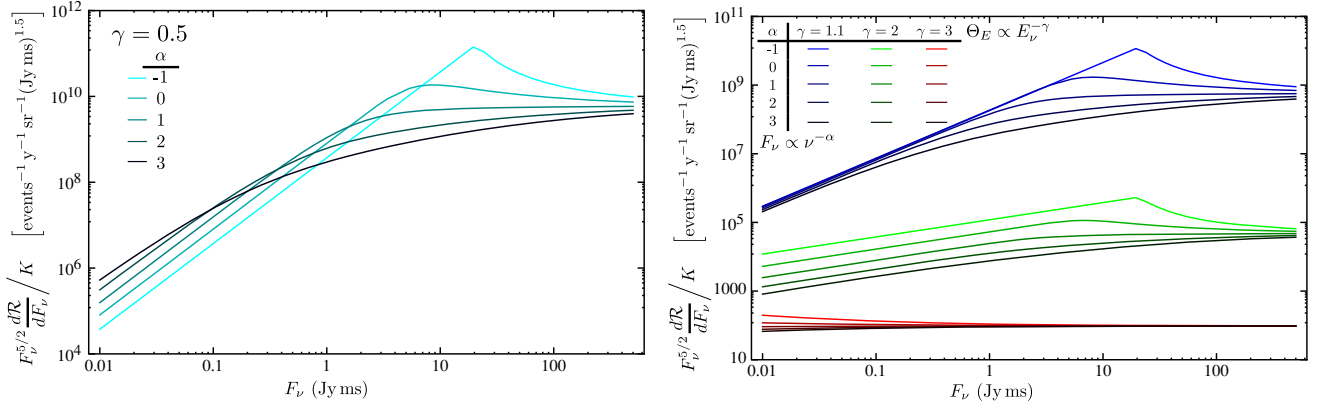 10^{12}
10^{10}
10^{8}
10^{6}
10^{4}
F_ν^{5/2} dR/dF_ν / K [events^{-1} y^{-1} sr^{-1} (Jy ms)^{1.5}]
γ = 0.5
α
-1
0
1
2
3
0.01 0.1 1 10 100
F_ν (Jy ms)
10^{11}
10^{9}
10^{7}
10^{5}
1000
10
F_ν^{5/2} dR/dF_ν / K [events^{-1} y^{-1} sr^{-1} (Jy ms)^{1.5}]
α γ = 1.1 γ = 2 γ = 3 Θ_E ∝ E_ν^{-γ}
-1
0
1
2
3
F_ν ∝ ν^{-α}
0.01 0.1 1 10 100
F_ν (Jy ms)